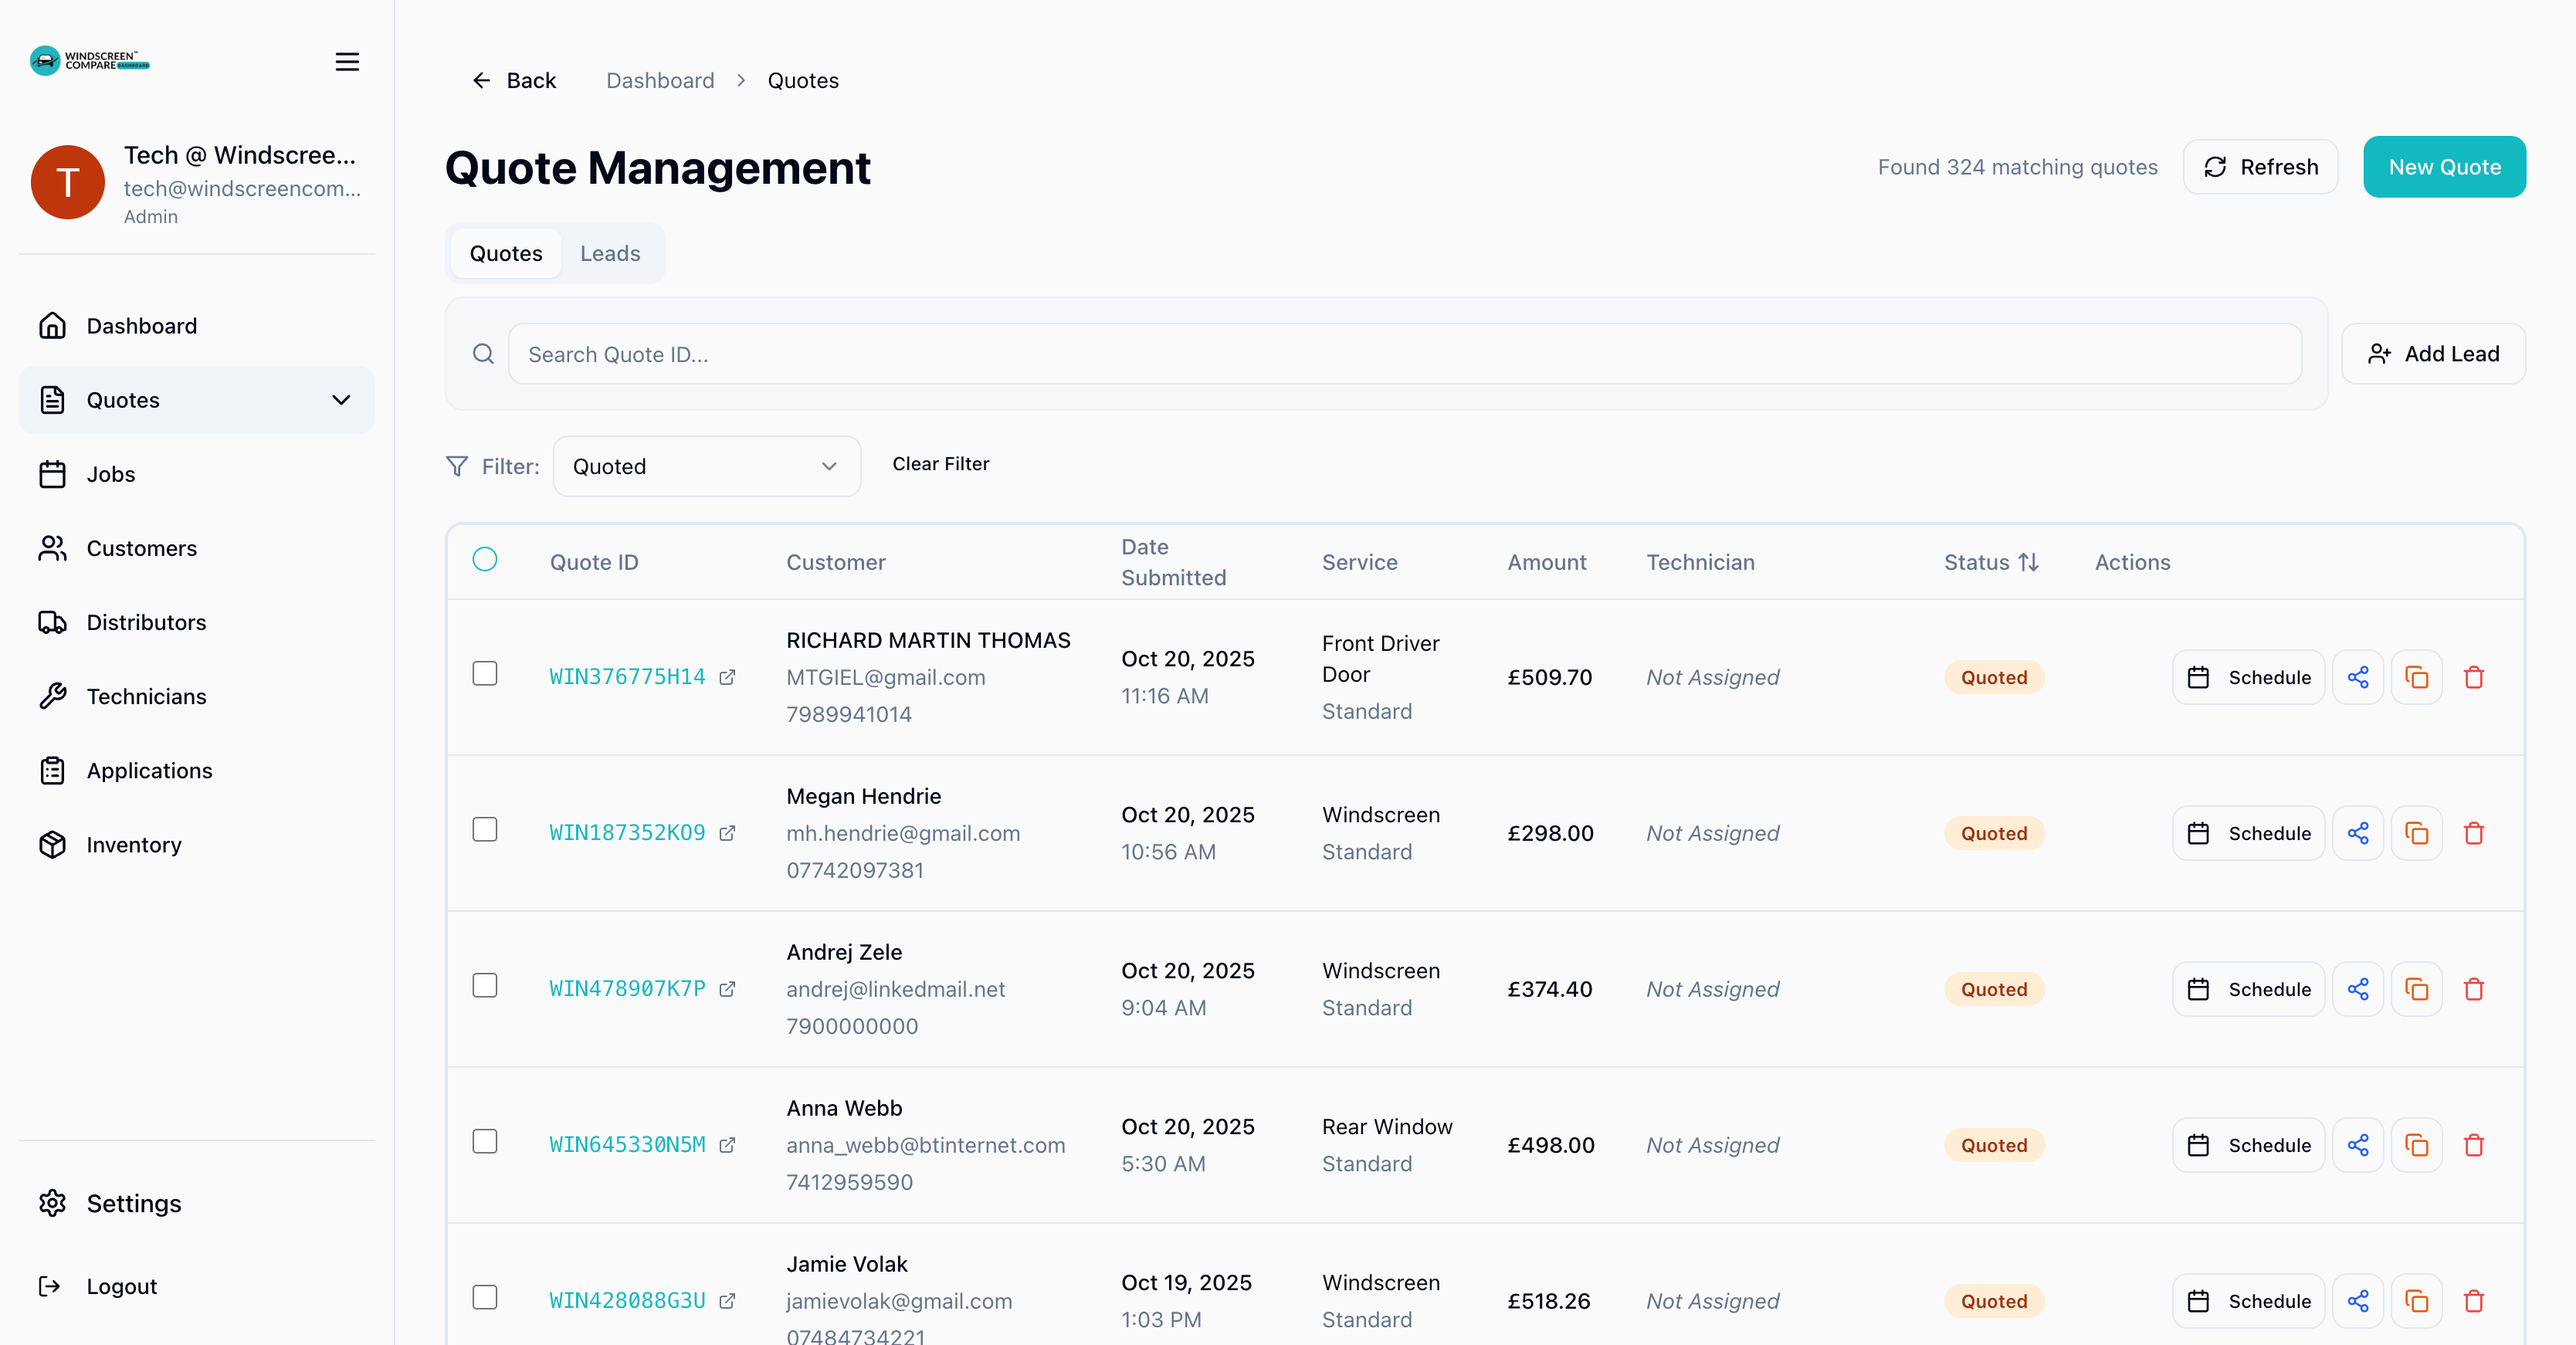 WINDSCREEN™
COMPARE DASHBOARD
T
Tech @ Windscree...
tech@windscreencom...
Admin
Dashboard
Quotes
Jobs
Customers
Distributors
Technicians
Applications
Inventory
Settings
Logout
Back
Dashboard > Quotes
Quote Management
Found 324 matching quotes
Refresh
New Quote
Quotes
Leads
Search Quote ID...
Add Lead
Filter:
Quoted
Clear Filter
Quote ID
Customer
Date
Submitted
Service
Amount
Technician
Status
Actions
WIN376775H14
RICHARD MARTIN THOMAS
MTGIEL@gmail.com
7989941014
Oct 20, 2025
11:16 AM
Front Driver
Door
Standard
£509.70
Not Assigned
Quoted
Schedule
WIN187352KO9
Megan Hendrie
mh.hendrie@gmail.com
07742097381
Oct 20, 2025
10:56 AM
Windscreen
Standard
£298.00
Not Assigned
Quoted
Schedule
WIN478907K7P
Andrej Zele
andrej@linkedmail.net
7900000000
Oct 20, 2025
9:04 AM
Windscreen
Standard
£374.40
Not Assigned
Quoted
Schedule
WIN645330N5M
Anna Webb
anna_webb@btinternet.com
7412959590
Oct 20, 2025
5:30 AM
Rear Window
Standard
£498.00
Not Assigned
Quoted
Schedule
WIN428088G3U
Jamie Volak
jamievolak@gmail.com
07484734221
Oct 19, 2025
1:03 PM
Windscreen
Standard
£518.26
Not Assigned
Quoted
Schedule